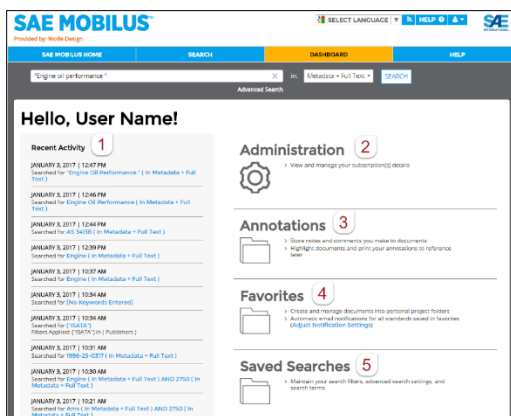 SAE MOBILUS™
Provided by: Wolfe Design
SELECT LANGUAGE ▼
HELP
SAE
INTERNATIONAL
SAE MOBILUS HOME
SEARCH
DASHBOARD
HELP
"Engine oil performance "
X
in:
Metadata + Full Text
SEARCH
Advanced Search
Hello, User Name!
Recent Activity 1
JANUARY 3, 2017 | 12:47 PM
Searched for "Engine Oil Performance " ( in Metadata + Full
Text )
JANUARY 3, 2017 | 12:46 PM
Searched for Engine Oil Performance ( in Metadata + Full
Text )
JANUARY 3, 2017 | 12:44 PM
Searched for AS 3413B ( in Metadata + Full Text )
JANUARY 3, 2017 | 12:39 PM
Searched for Engine ( in Metadata + Full Text )
JANUARY 3, 2017 | 10:37 AM
Searched for Engine ( in Metadata + Full Text )
JANUARY 3, 2017 | 10:34 AM
Searched for [No Keywords Entered]
JANUARY 3, 2017 | 10:34 AM
Searched for ("ISATA")
Filters Applied: ("ISATA") in ( Publishers )
JANUARY 3, 2017 | 10:31 AM
Searched for 1998-25-0317 ( in Metadata + Full Text )
JANUARY 3, 2017 | 10:30 AM
Searched for Engine ( in Metadata + Full Text ) AND 2750 ( in
Metadata + Full Text )
JANUARY 3, 2017 | 10:21 AM
Searched for Ams ( in Metadata + Full Text ) AND 2750 ( in
Metadata + Full Text )
Administration 2
> View and manage your subscription(s) details
Annotations 3
> Store notes and comments you make to documents
> Highlight documents and print your annotations to reference
later
Favorites 4
> Create and manage documents into personal project folders
> Automatic email notifications for all standards saved in favorites
(Adjust Notification Settings)
Saved Searches 5
> Maintain your search filters, advanced search settings, and
search terms